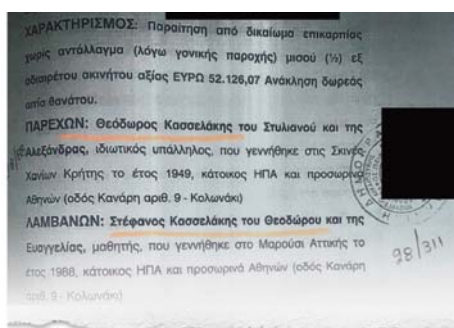 ΧΑΡΑΚΤΗΡΙΣΜΟΣ: Παραίτηση από δικαίωμα επικαρπίας
χωρίς αντάλλαγμα (λόγω γονικής παροχής) μισού (½) εξ
αδιαιρέτου ακινήτου αξίας ΕΥΡΩ 52.126,07 Ανάκληση δωρεάς
αιτία θανάτου.
ΠΑΡΕΧΩΝ: Θεόδωρος Κασσελάκης του Στυλιανού και της
Αλεξάνδρας, ιδιωτικός υπάλληλος, που γεννήθηκε στις Σκινές
Χανίων Κρήτης το έτος 1949, κάτοικος ΗΠΑ και προσωρινά
Αθηνών (οδός Κανάρη αριθ. 9 - Κολωνάκι)
ΛΑΜΒΑΝΩΝ: Στέφανος Κασσελάκης του Θεοδώρου και της
Ευαγγελίας, μαθητής, που γεννήθηκε στο Μαρούσι Αττικής το
έτος 1988, κάτοικος ΗΠΑ και προσωρινά Αθηνών (οδός Κανάρη
αριθ. 9 - Κολωνάκι)
98/311